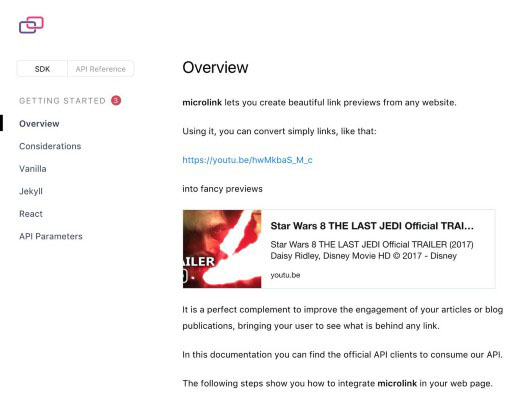 SDK
API Reference
GETTING STARTED 3
Overview
Considerations
Vanilla
Jekyll
React
API Parameters
Overview
microlink lets you create beautiful link previews from any website.
Using it, you can convert simply links, like that:
https://youtu.be/hwMkbaS_M_c
into fancy previews
AILER
Star Wars 8 THE LAST JEDI Official TRAI...
Star Wars 8 THE LAST JEDI Official TRAILER (2017)
Daisy Ridley, Disney Movie HD © 2017 - Disney
youtu.be
It is a perfect complement to improve the engagement of your articles or blog
publications, bringing your user to see what is behind any link.
In this documentation you can find the official API clients to consume our API.
The following steps show you how to integrate microlink in your web page.